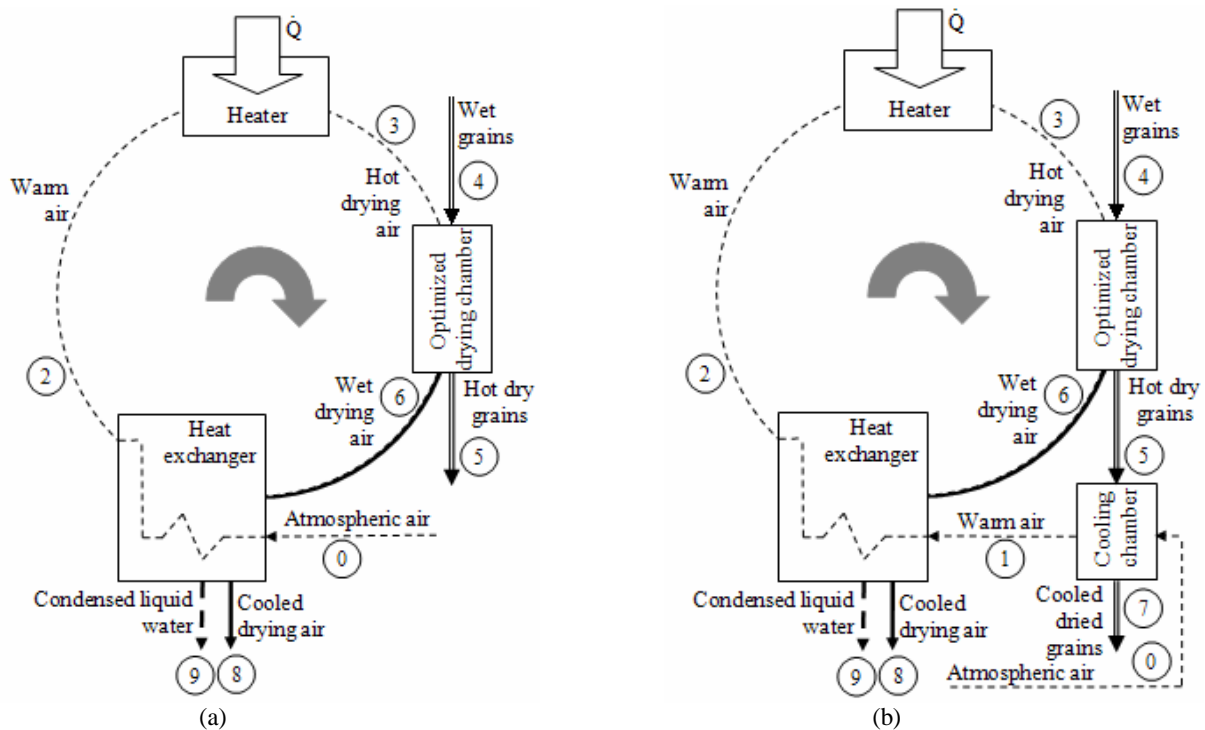 Q̇
Heater
3
Wet
grains
4
Hot
drying
air
Warm
air
Optimized
drying chamber
2
Wet
drying
air
6
Hot dry
grains
5
Heat
exchanger
Atmospheric air
0
Condensed liquid
water
Cooled
drying air
9
8
(a)
Q̇
Heater
3
Wet
grains
4
Hot
drying
air
Warm
air
Optimized
drying chamber
2
Wet
drying
air
6
Hot dry
grains
5
Heat
exchanger
Warm air
1
Cooling
chamber
Condensed liquid
water
Cooled
drying air
Cooled
dried
grains
7
0
Atmospheric air
9
8
(b)